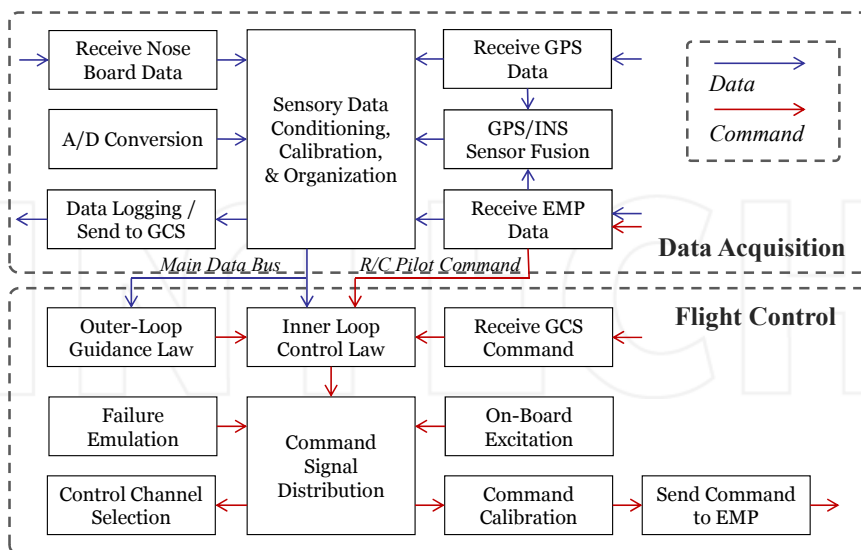 Receive Nose
Board Data
Sensory Data
Conditioning,
Calibration,
& Organization
Receive GPS
Data
Data
Command
A/D Conversion
GPS/INS
Sensor Fusion
Data Logging /
Send to GCS
Receive EMP
Data
Data Acquisition
Main Data Bus
R/C Pilot Command
Flight Control
Outer-Loop
Guidance Law
Inner Loop
Control Law
Receive GCS
Command
Failure
Emulation
Command
Signal
Distribution
On-Board
Excitation
Control Channel
Selection
Command
Calibration
Send Command
to EMP
INTECH